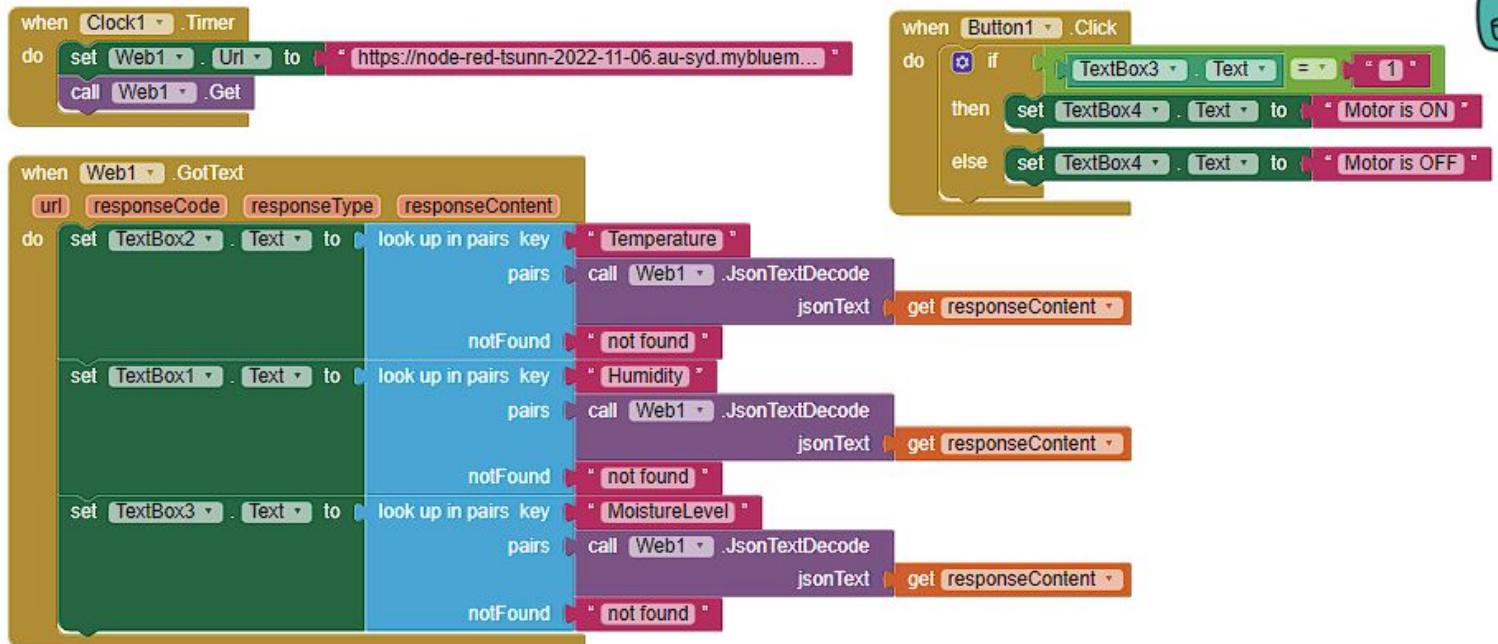 when Clock1 .Timer
do set Web1 . Url to " https://node-red-tsunn-2022-11-06.au-syd.mybluem... "
call Web1 .Get
when Button1 .Click
do if TextBox3 . Text = " 1 "
then set TextBox4 . Text to " Motor is ON "
else set TextBox4 . Text to " Motor is OFF "
when Web1 .GotText
url responseCode responseType responseContent
do set TextBox2 . Text to look up in pairs key " Temperature "
pairs call Web1 .JsonTextDecode
jsonText get responseContent
notFound " not found "
set TextBox1 . Text to look up in pairs key " Humidity "
pairs call Web1 .JsonTextDecode
jsonText get responseContent
notFound " not found "
set TextBox3 . Text to look up in pairs key " MoistureLevel "
pairs call Web1 .JsonTextDecode
jsonText get responseContent
notFound " not found "